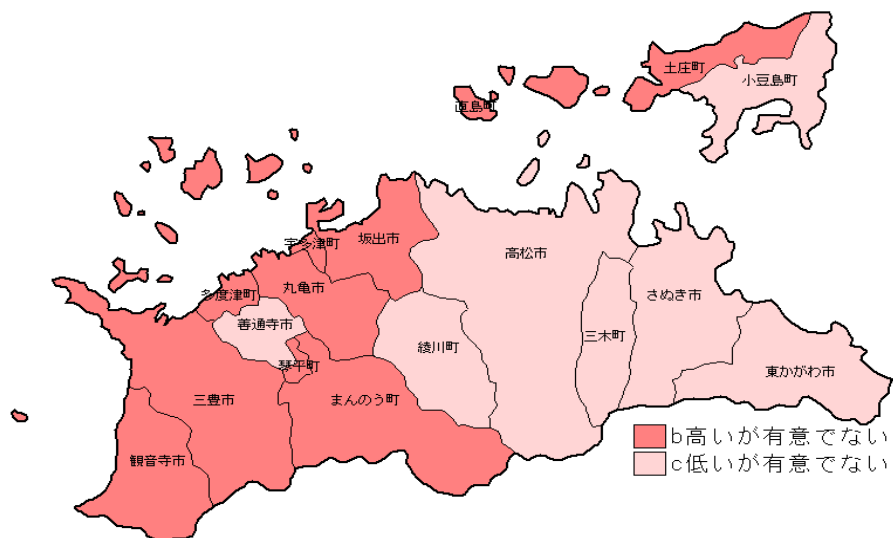 土庄町
小豆島町
直島町
宇多津町
坂出市
高松市
多度津町
丸亀市
さぬき市
善通寺市
綾川町
三木町
琴平町
東かがわ市
三豊市
まんのう町
観音寺市
b高いが有意でない
c低いが有意でない